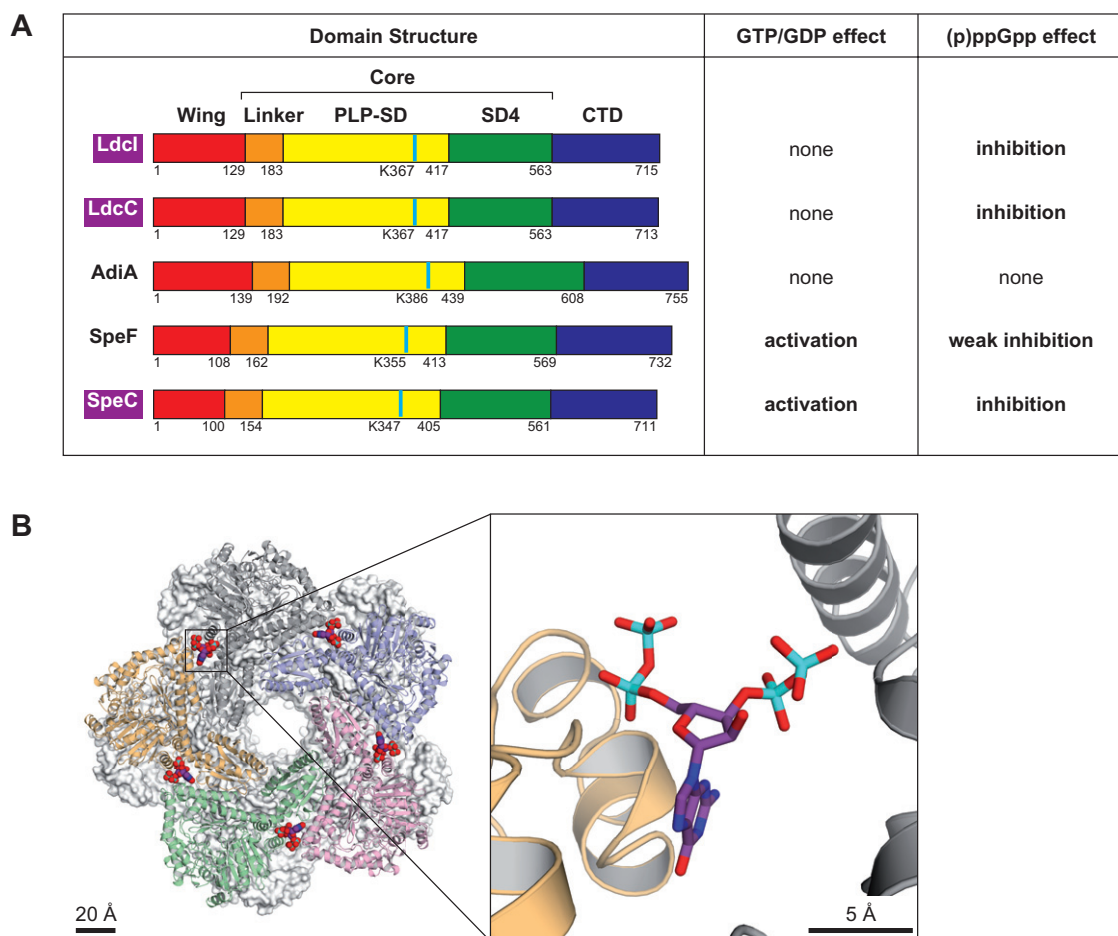 A
Domain Structure GTP/GDP effect (p)ppGpp effect
Core
Wing Linker PLP-SD SD4 CTD
LdcI none inhibition
1 129 183 K367 417 563 715
LdcC none inhibition
1 129 183 K367 417 563 713
AdiA none none
1 139 192 K386 439 608 755
SpeF activation weak inhibition
1 108 162 K355 413 569 732
SpeC activation inhibition
1 100 154 K347 405 561 711
B
20 Å 5 Å